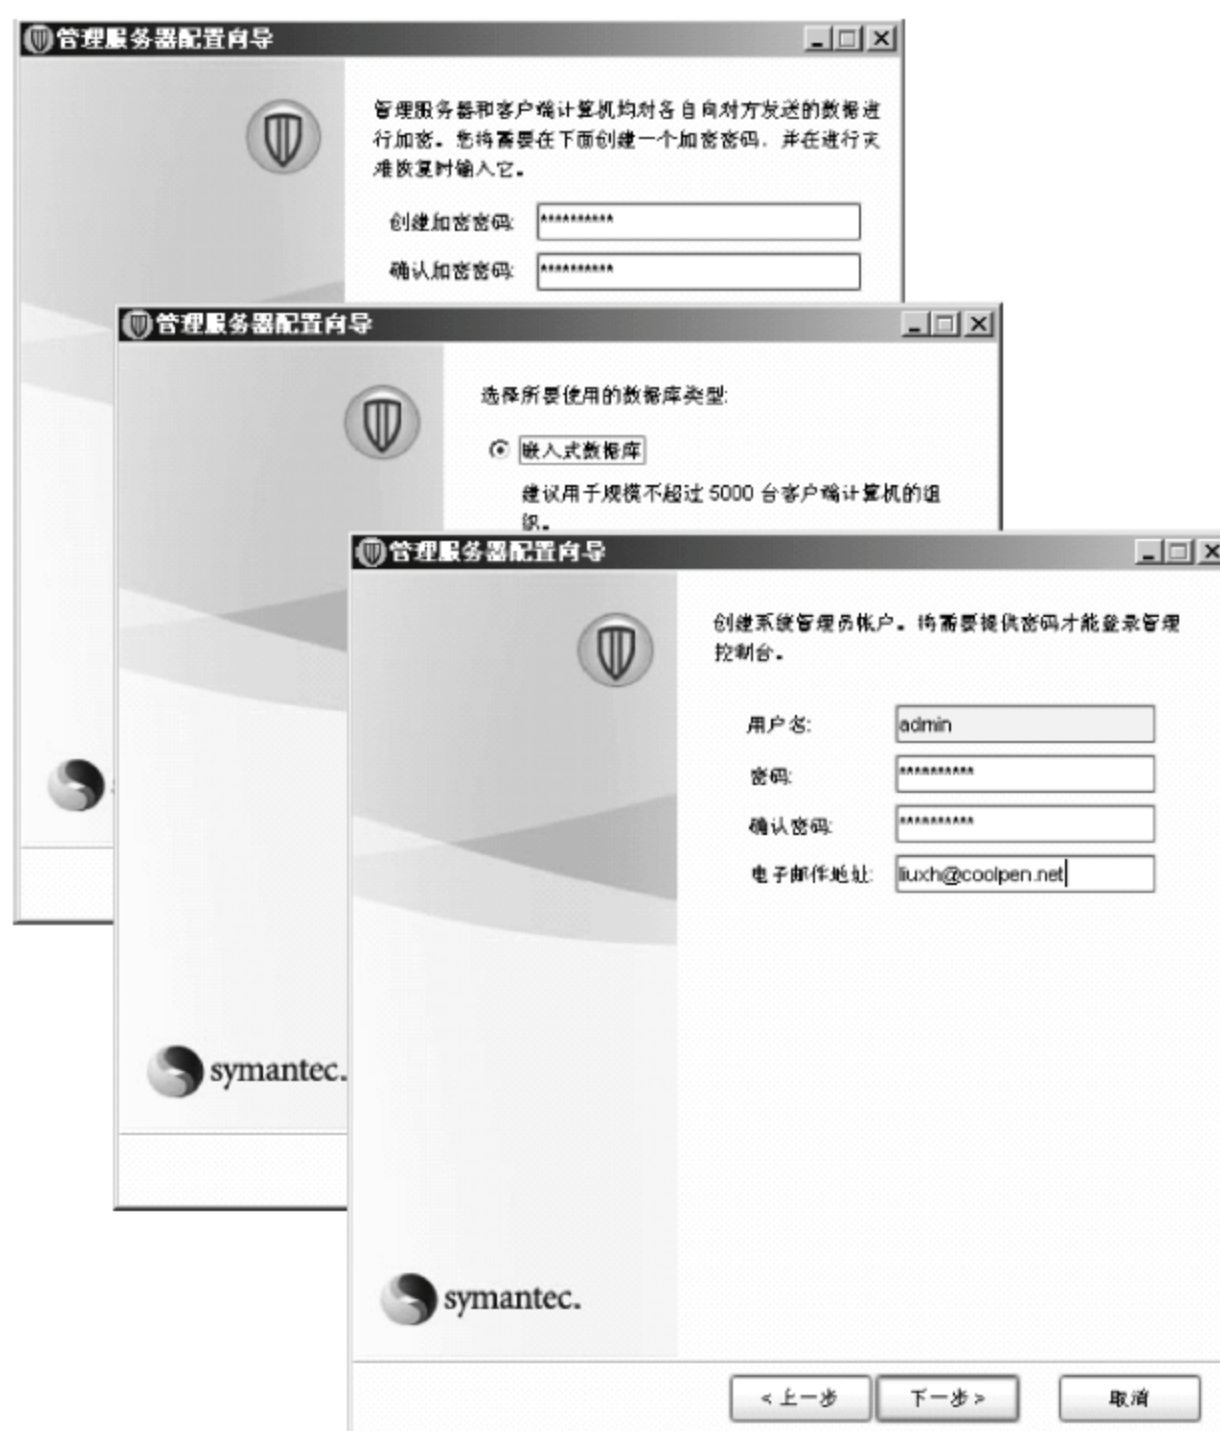 管理服务器配置向导
管理服务器和客户端计算机均对各自向对方发送的数据进
行加密。您将需要在下面创建一个加密密码，并在进行灾
难恢复时输入它。
创建加密密码: **********
确认加密密码: **********
管理服务器配置向导
选择所要使用的数据库类型:
嵌入式数据库
建议用于规模不超过 5000 台客户端计算机的组
织。
symantec.
管理服务器配置向导
创建系统管理员帐户。将需要提供密码才能登录管理
控制台。
用户名: admin
密码: **********
确认密码: **********
电子邮件地址: liuxh@coolpen.net
symantec.
< 上一步
下一步 >
取消